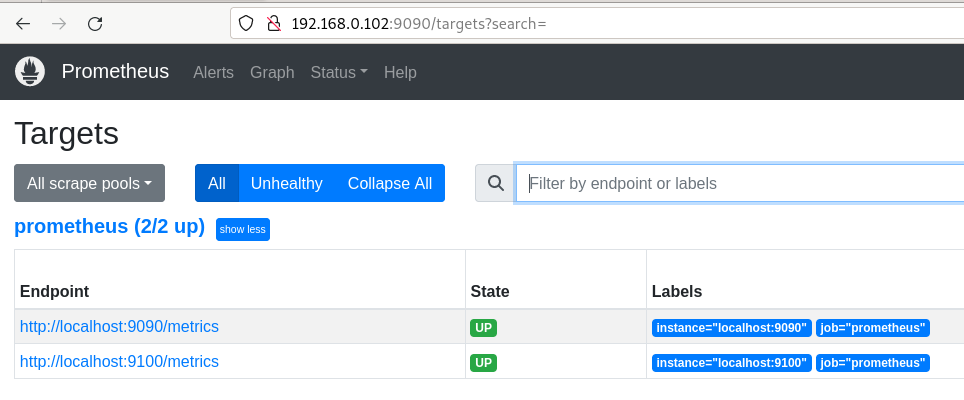 192.168.0.102:9090/targets?search=
Prometheus Alerts Graph Status Help
Targets
All scrape pools All Unhealthy Collapse All Filter by endpoint or labels
prometheus (2/2 up) show less
Endpoint State Labels
http://localhost:9090/metrics UP instance="localhost:9090" job="prometheus"
http://localhost:9100/metrics UP instance="localhost:9100" job="prometheus"